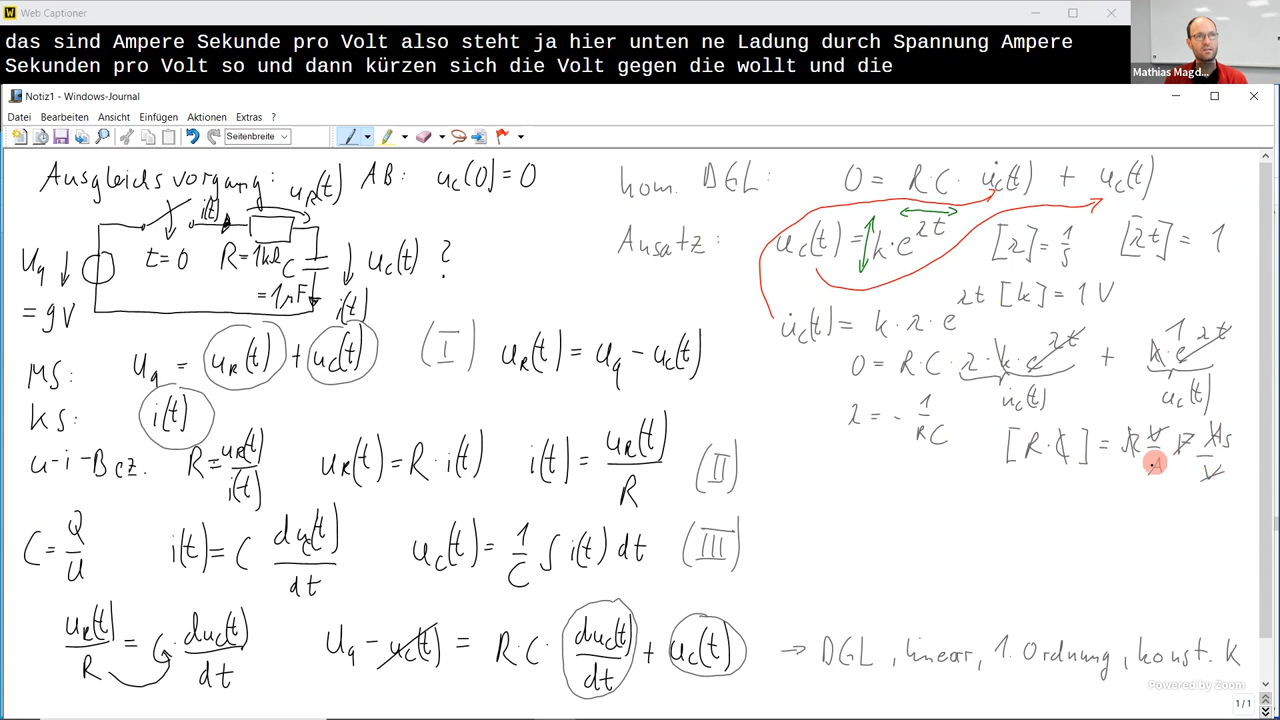 Web Captioner
das sind Ampere Sekunde pro Volt also steht ja hier unten ne Ladung durch Spannung Ampere
Sekunden pro Volt so und dann kürzen sich die Volt gegen die wollt und die
Mathias Magd...
Notiz1 - Windows-Journal
Datei Bearbeiten Ansicht Einfügen Aktionen Extras ?
Seitenbreite
Ausgleichsvorgang: u_R(t) AB: u_C(0) = 0
i(t)
U_q t=0 R=1kΩ C u_C(t) ?
= 9V =1µF i(t)
MS: U_q = u_R(t) + u_C(t) (I) u_R(t) = U_q - u_C(t)
KS: i(t)
u-i-Bez. R = u_R(t)/i(t) u_R(t) = R · i(t) i(t) = u_R(t)/R (II)
C = Q/U i(t) = C du_C(t)/dt u_C(t) = 1/C ∫ i(t) dt (III)
u_R(t)/R = C · du_C(t)/dt U_q - u_C(t) = R·C· du_C(t)/dt + u_C(t) → DGL, linear, 1. Ordnung, konst. K
hom. DGL: 0 = R·C· u̇_C(t) + u_C(t)
Ansatz: u_C(t) = k·e^λt [λ] = 1/s [λt] = 1
[k] = 1 V
u̇_C(t) = k·λ·e^λt
0 = R·C·λ·k·e^λt + k·e^λt
1
u̇_C(t) u_C(t)
λ = - 1/RC
[R·C] = V/A As/V
Powered by Zoom
1/1